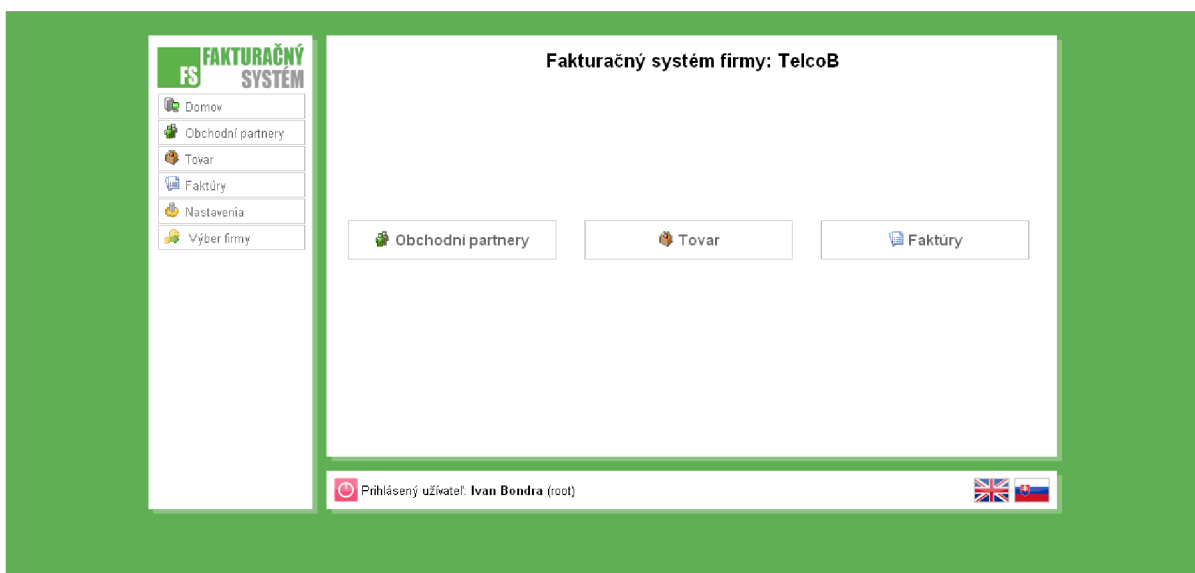 FAKTURAČNÝ
FS SYSTÉM
Domov
Obchodní partnery
Tovar
Faktúry
Nastavenia
Výber firmy
Fakturačný systém firmy: TelcoB
Obchodní partnery
Tovar
Faktúry
Prihlásený užívateľ: Ivan Bondra (root)